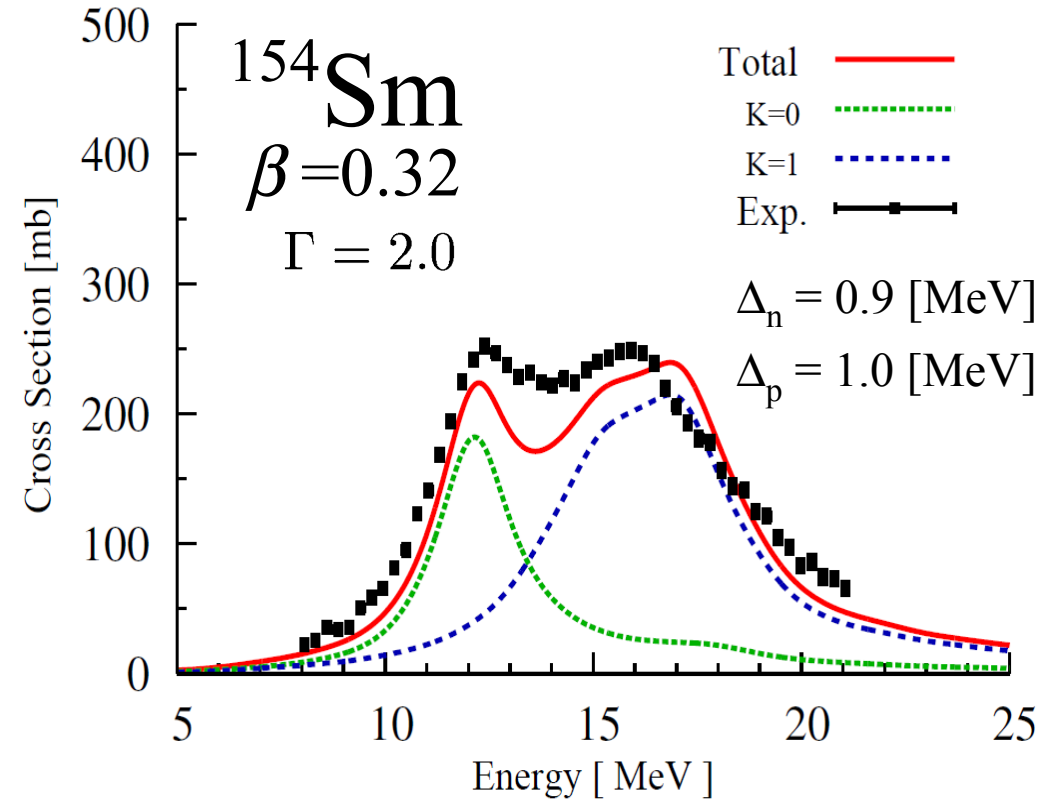 500
400
300
200
100
0
Cross Section [mb]
¹⁵⁴Sm
β=0.32
Γ = 2.0
Total
K=0
K=1
Exp.
Δₙ = 0.9 [MeV]
Δₚ = 1.0 [MeV]
5 10 15 20 25
Energy [ MeV ]